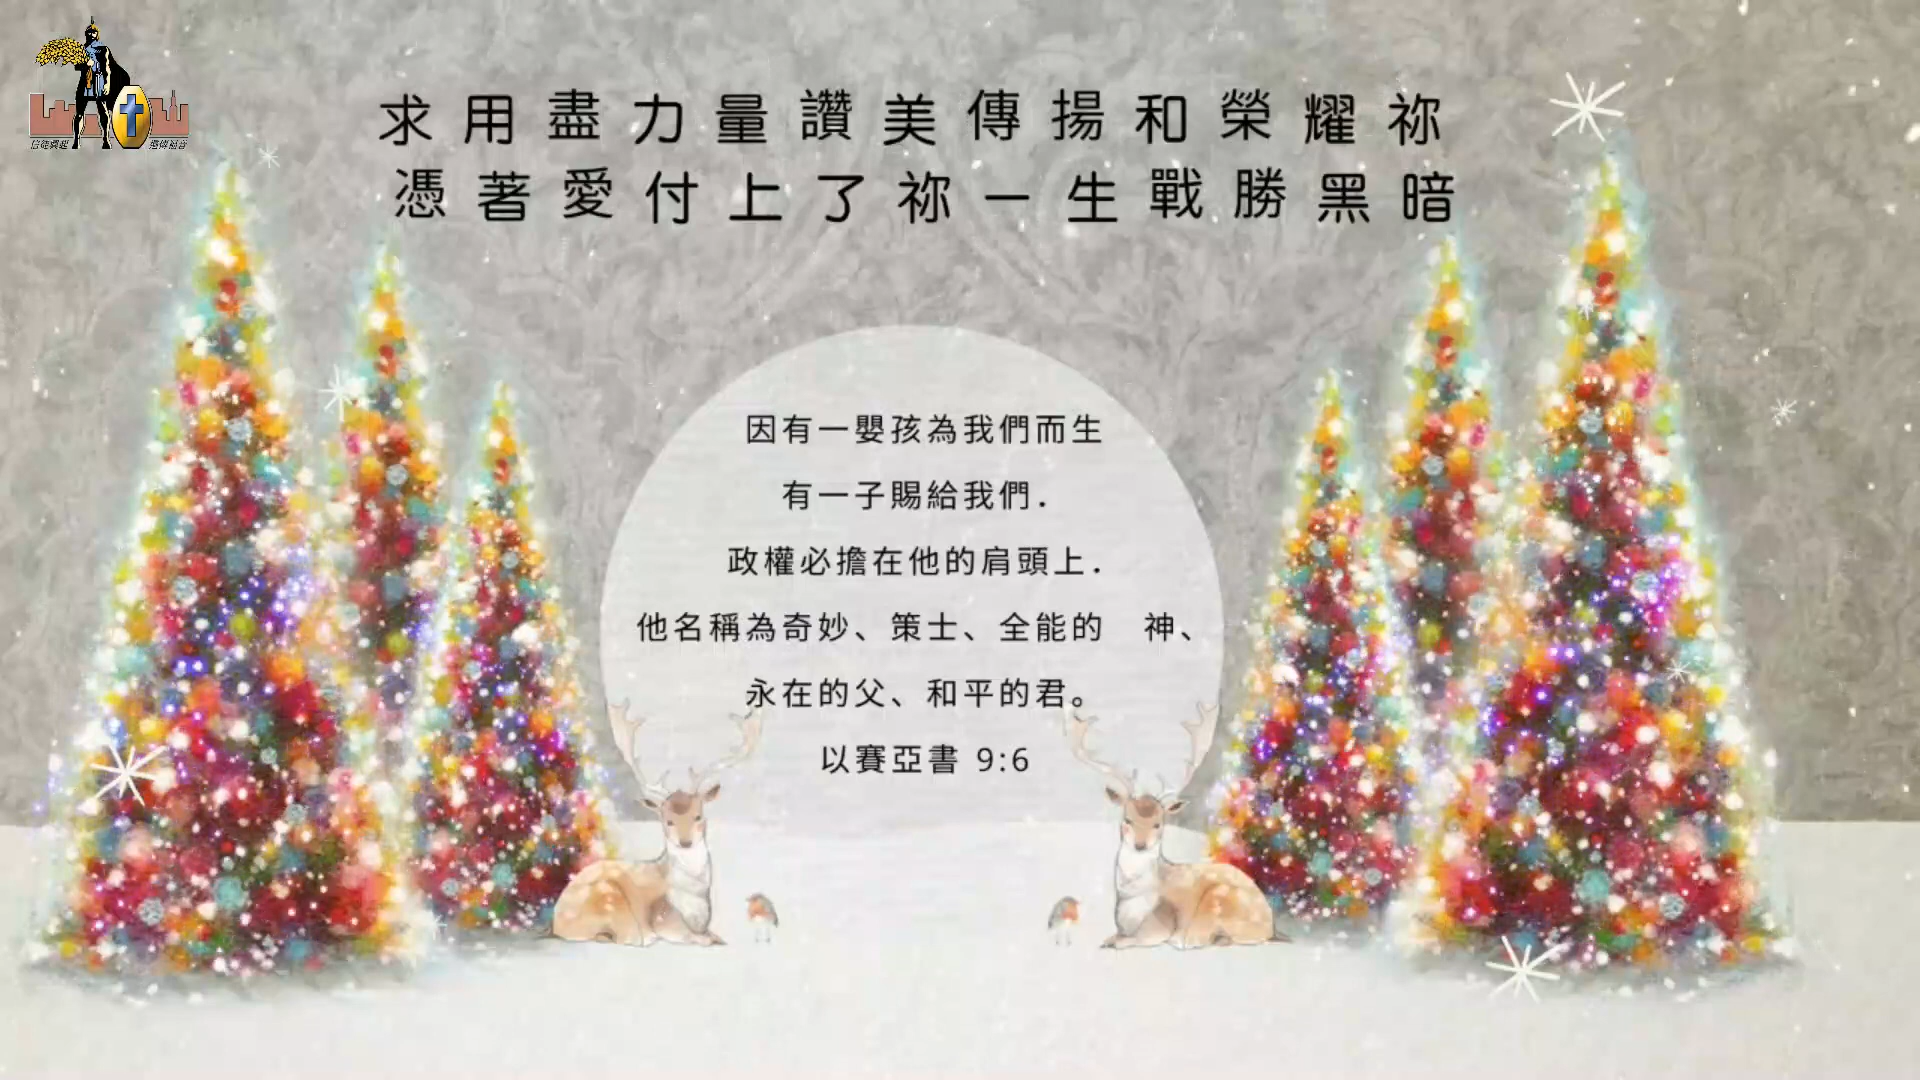 求用盡力量讚美傳揚和榮耀祢
憑著愛付上了祢一生戰勝黑暗
因有一嬰孩為我們而生
有一子賜給我們．
政權必擔在他的肩頭上．
他名稱為奇妙、策士、全能的　神、
永在的父、和平的君。
以賽亞書 9:6